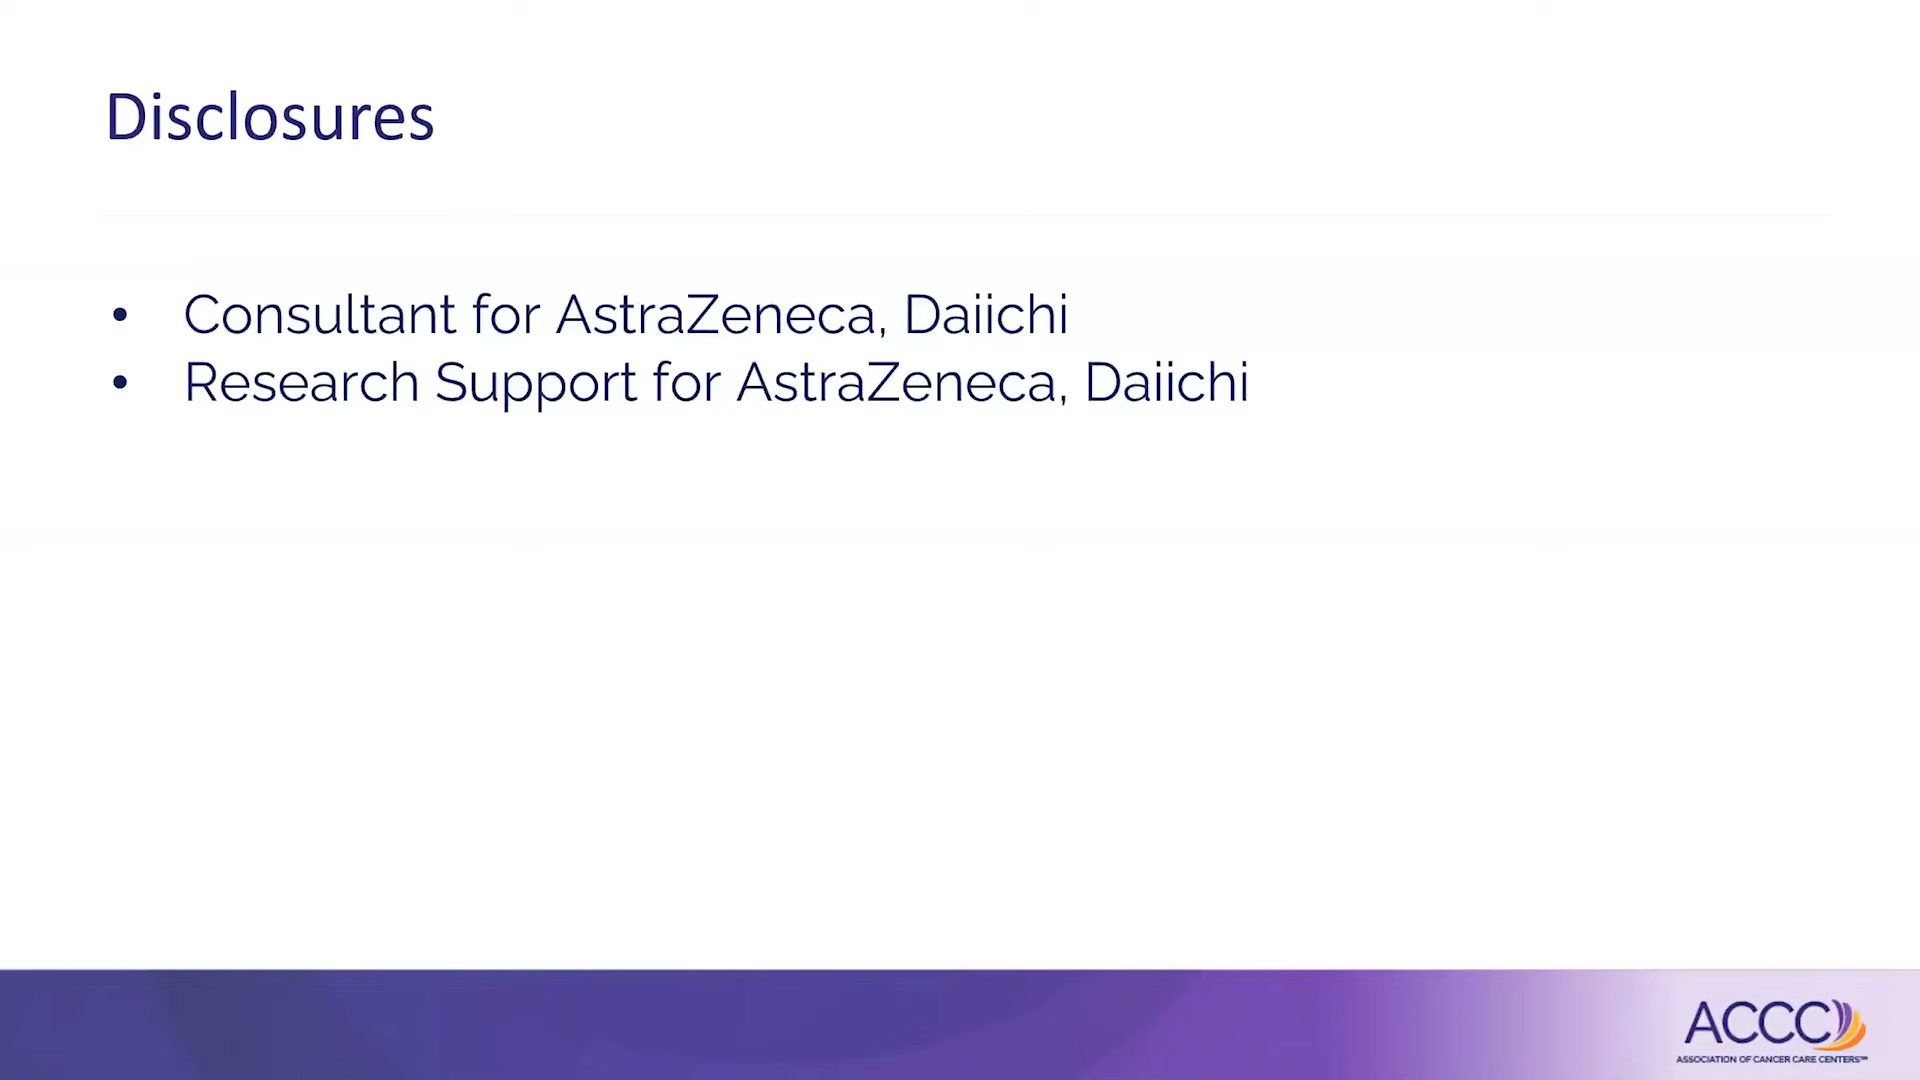 Disclosures
• Consultant for AstraZeneca, Daiichi
• Research Support for AstraZeneca, Daiichi
ACCC
ASSOCIATION OF CANCER CARE CENTERS™